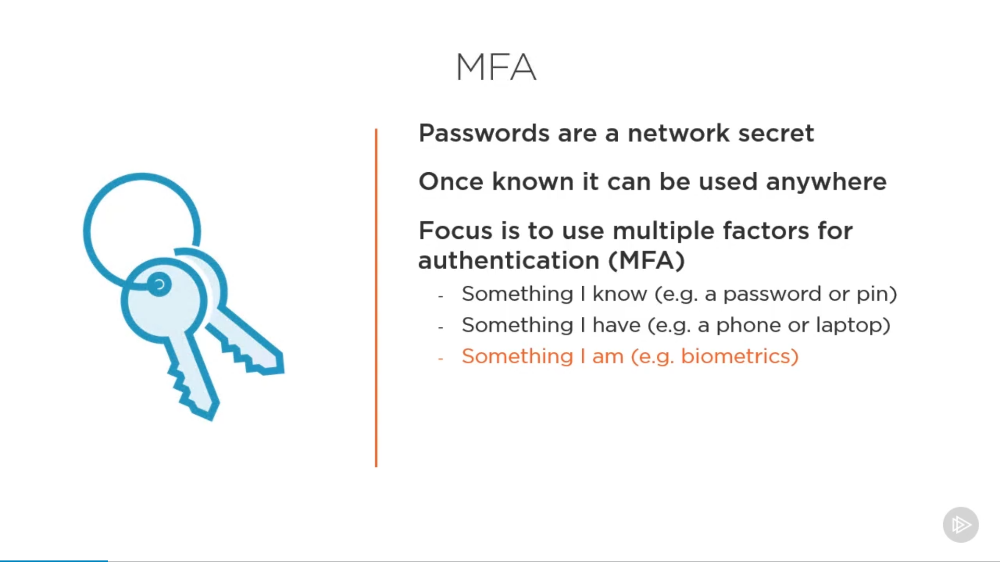 MFA
Passwords are a network secret
Once known it can be used anywhere
Focus is to use multiple factors for
authentication (MFA)
- Something I know (e.g. a password or pin)
- Something I have (e.g. a phone or laptop)
- Something I am (e.g. biometrics)